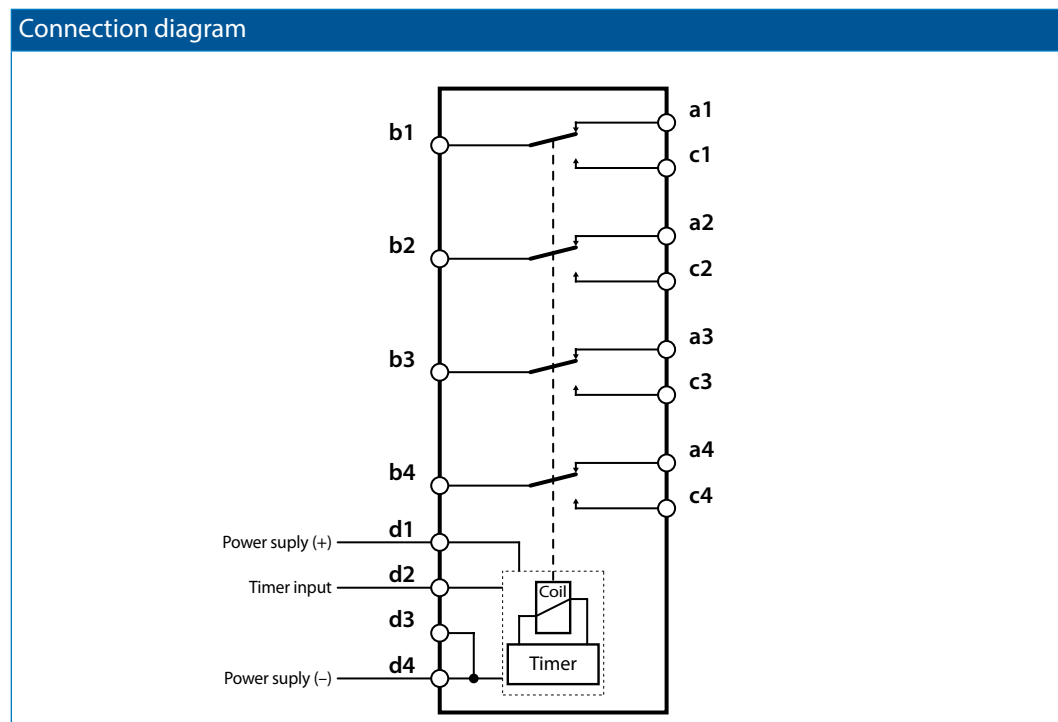 Connection diagram
a1
b1
c1
a2
b2
c2
a3
b3
c3
a4
b4
c4
d1
Power suply (+)
d2
Timer input
Coil
d3
d4
Timer
Power suply (–)